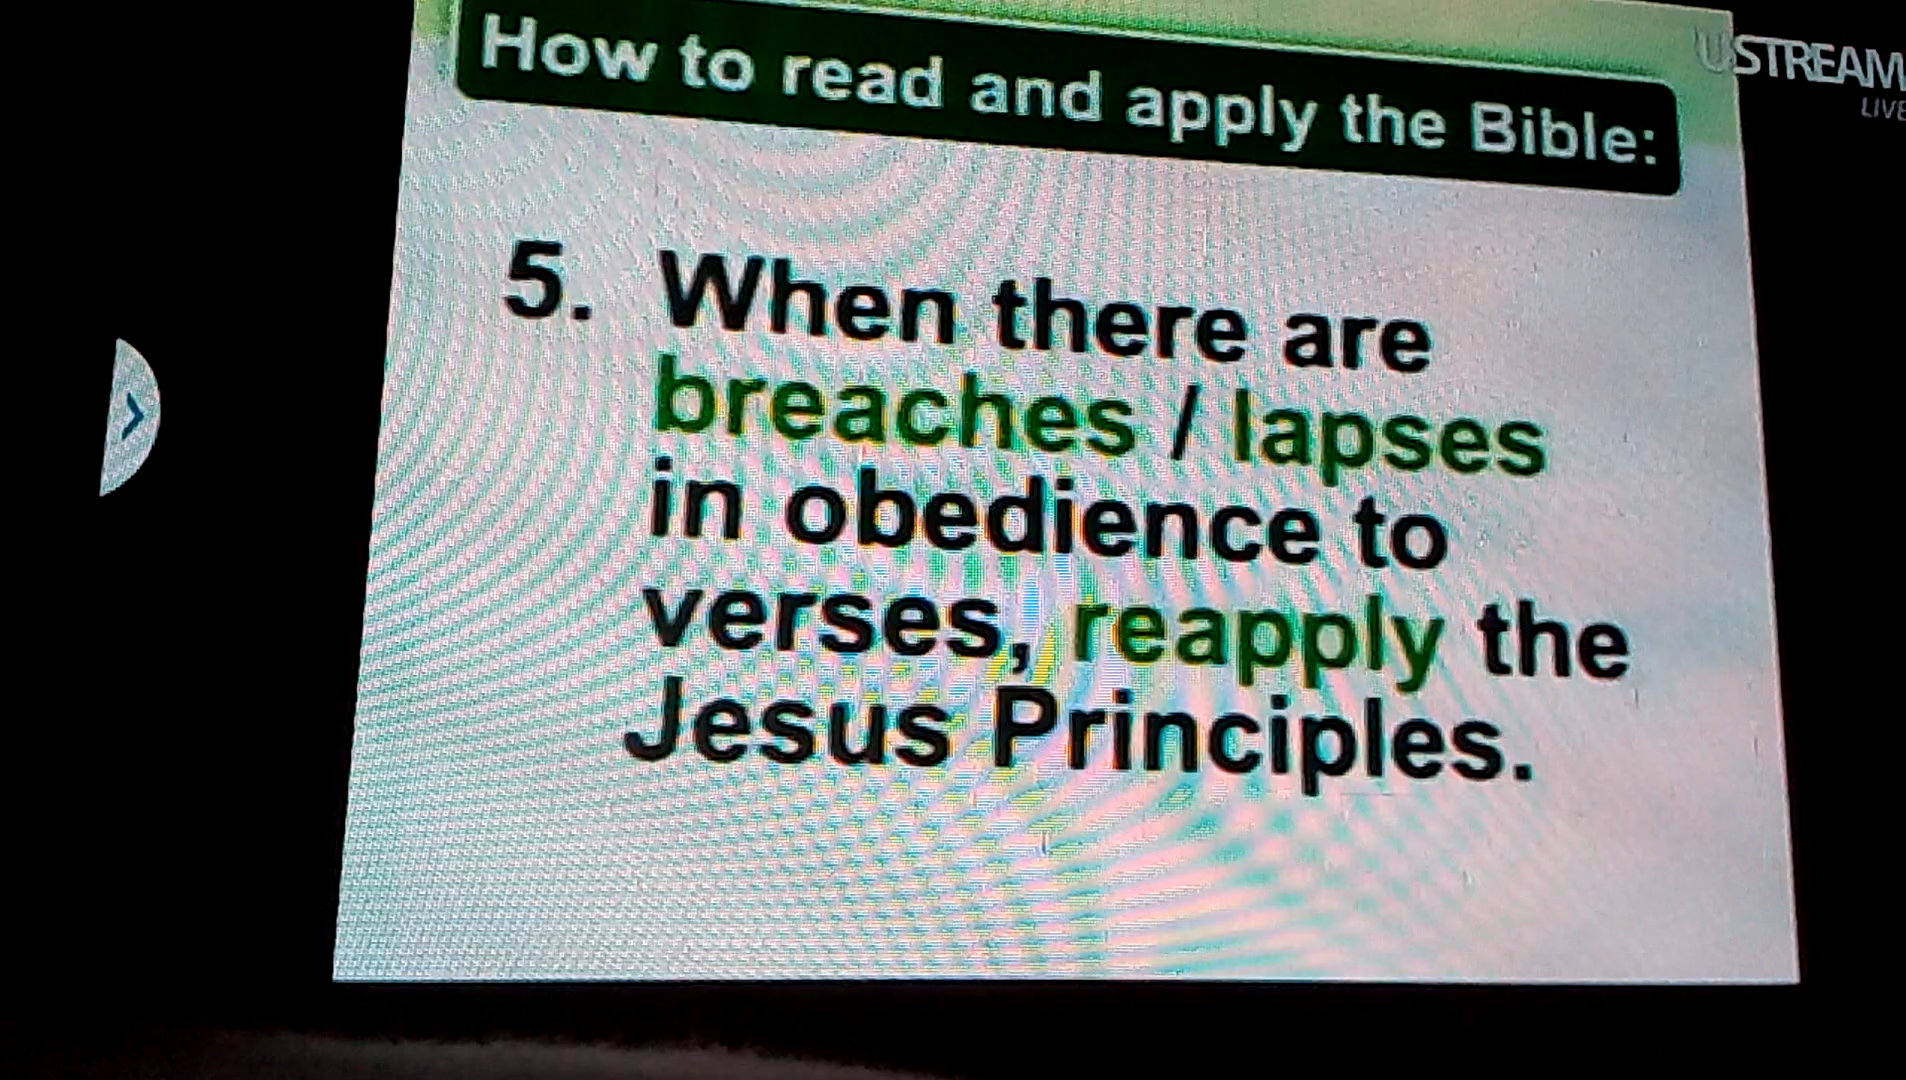 How to read and apply the Bible:
USTREAM
LIVE
5. When there are
breaches / lapses
in obedience to
verses, reapply the
Jesus Principles.